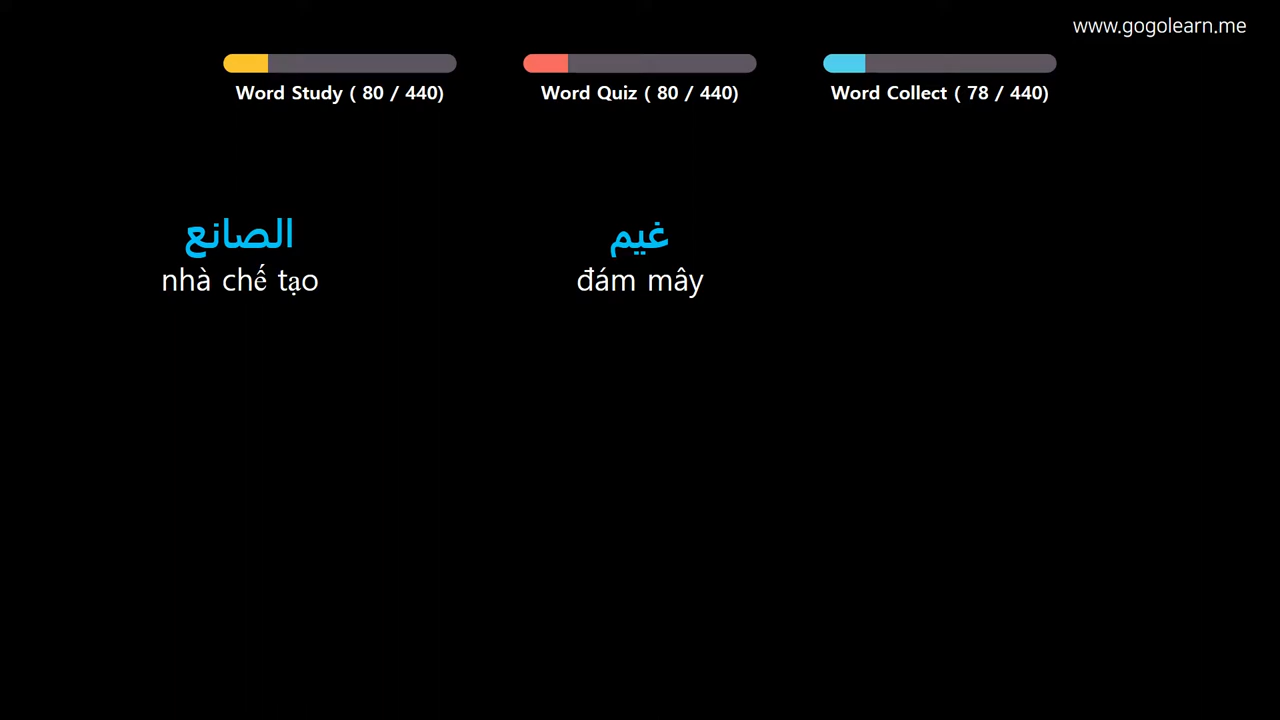 www.gogolearn.me
Word Study ( 80 / 440)
Word Quiz ( 80 / 440)
Word Collect ( 78 / 440)
الصانع
nhà chế tạo
غيم
đám mây